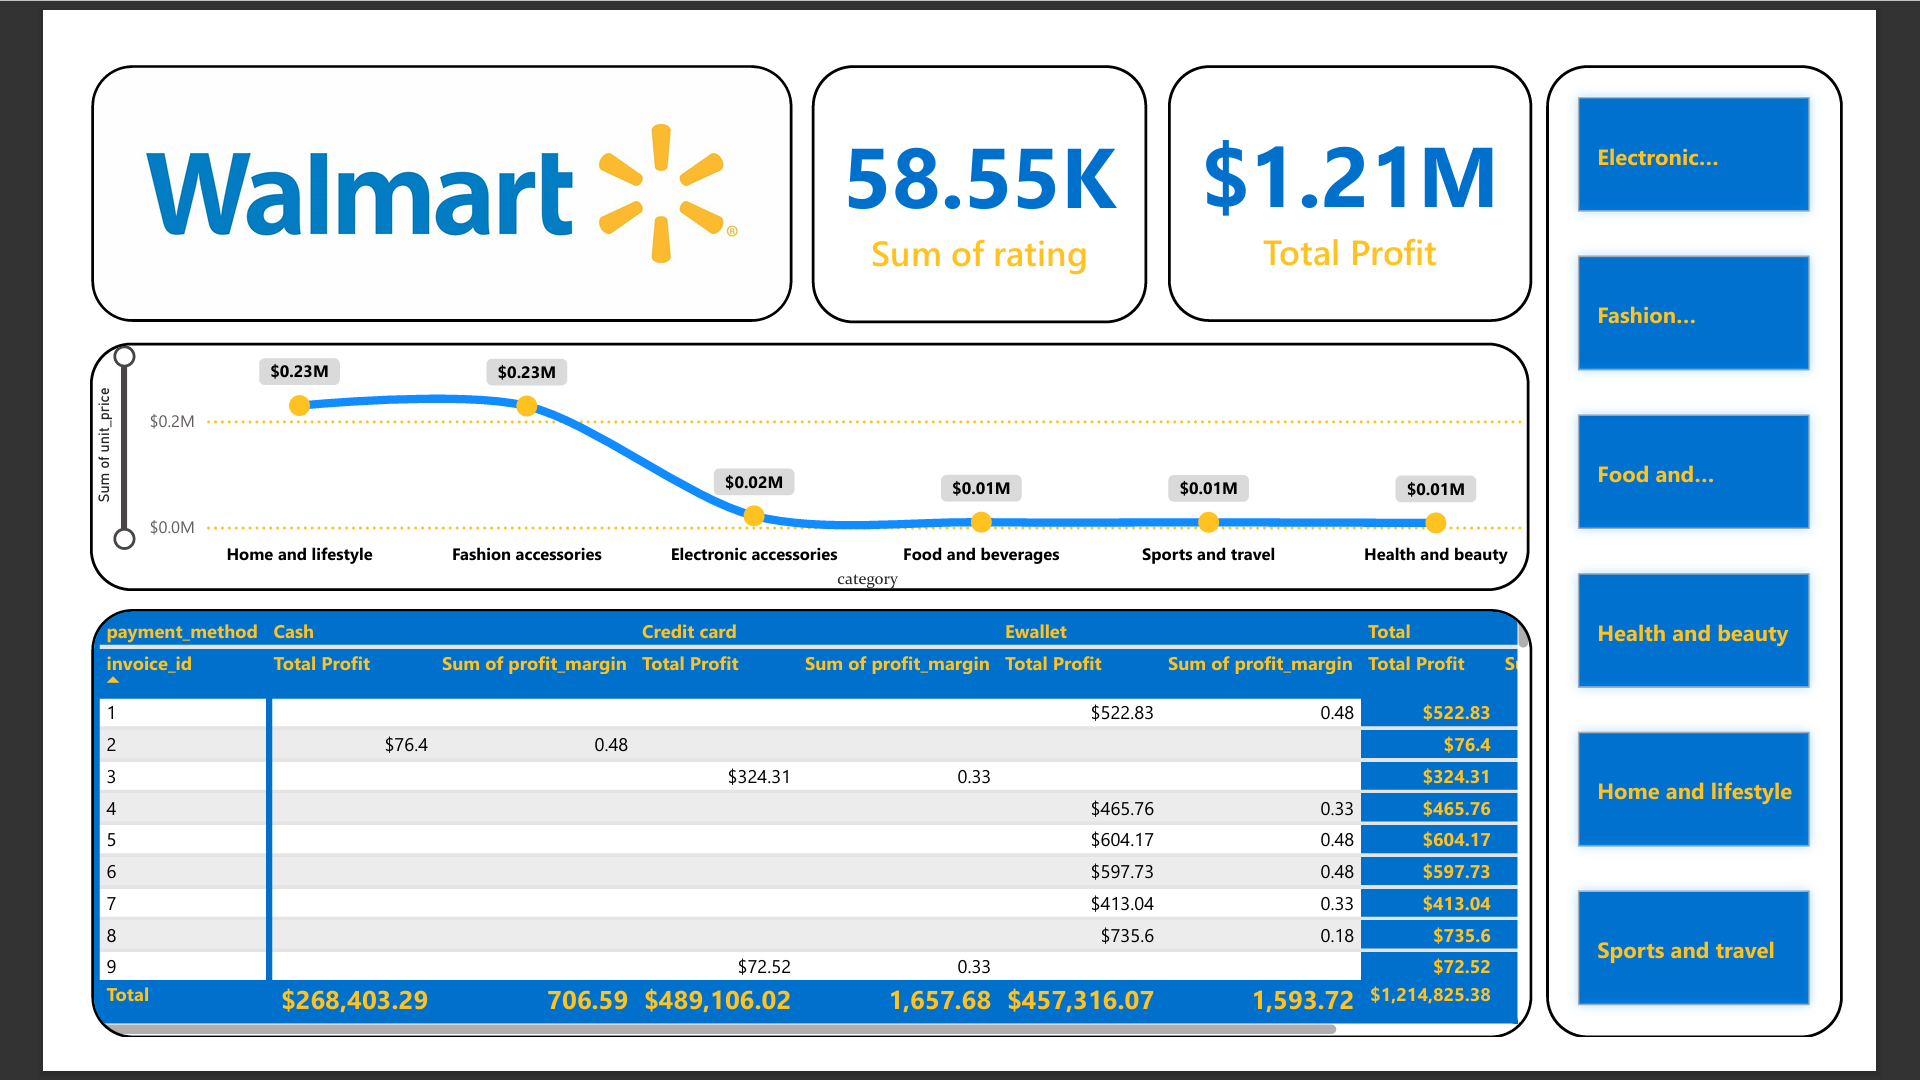 Walmart ®
58.55K
Sum of rating
$1.21M
Total Profit
Electronic...
Fashion...
Food and...
Health and beauty
Home and lifestyle
Sports and travel
Sum of unit_price
$0.2M
$0.0M
$0.23M $0.23M $0.02M $0.01M $0.01M $0.01M
Home and lifestyle Fashion accessories Electronic accessories Food and beverages Sports and travel Health and beauty
category
payment_method Cash Credit card Ewallet Total
invoice_id Total Profit Sum of profit_margin Total Profit Sum of profit_margin Total Profit Sum of profit_margin Total Profit
1 $522.83 0.48 $522.83
2 $76.4 0.48 $76.4
3 $324.31 0.33 $324.31
4 $465.76 0.33 $465.76
5 $604.17 0.48 $604.17
6 $597.73 0.48 $597.73
7 $413.04 0.33 $413.04
8 $735.6 0.18 $735.6
9 $72.52 0.33 $72.52
Total $268,403.29 706.59 $489,106.02 1,657.68 $457,316.07 1,593.72 $1,214,825.38